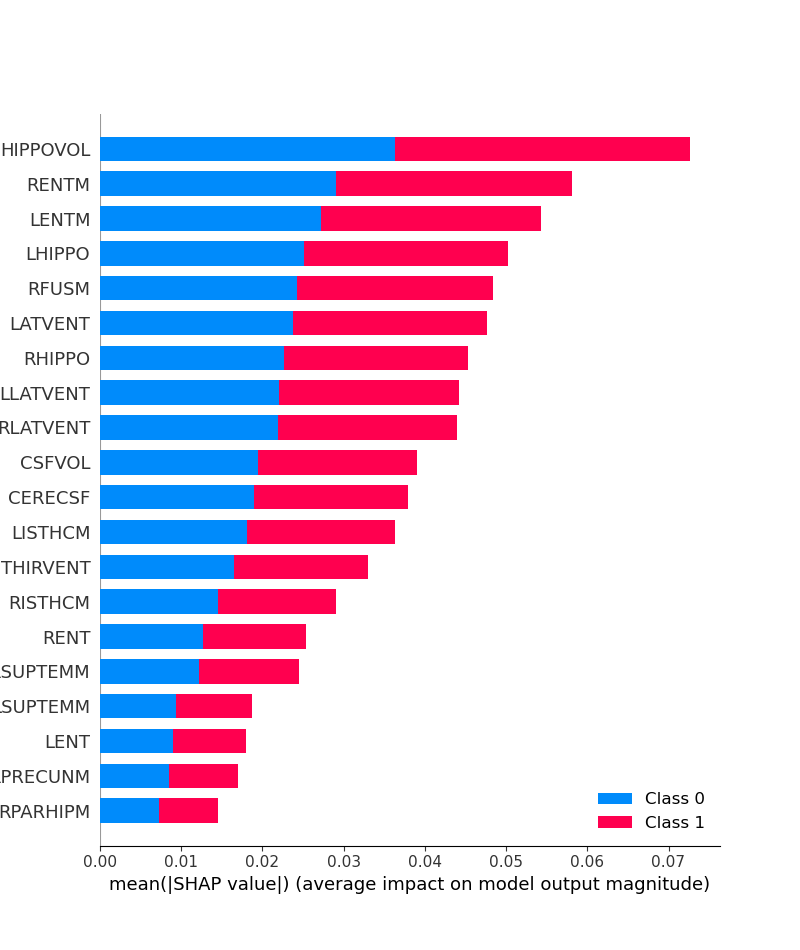 HIPPOVOL
RENTM
LENTM
LHIPPO
RFUSM
LATVENT
RHIPPO
LLATVENT
RLATVENT
CSFVOL
CERECSF
LISTHCM
THIRVENT
RISTHCM
RENT
SUPTEMM
SUPTEMM
LENT
PRECUNM
RPARHIPM
Class 0
Class 1
0.00 0.01 0.02 0.03 0.04 0.05 0.06 0.07
mean(|SHAP value|) (average impact on model output magnitude)